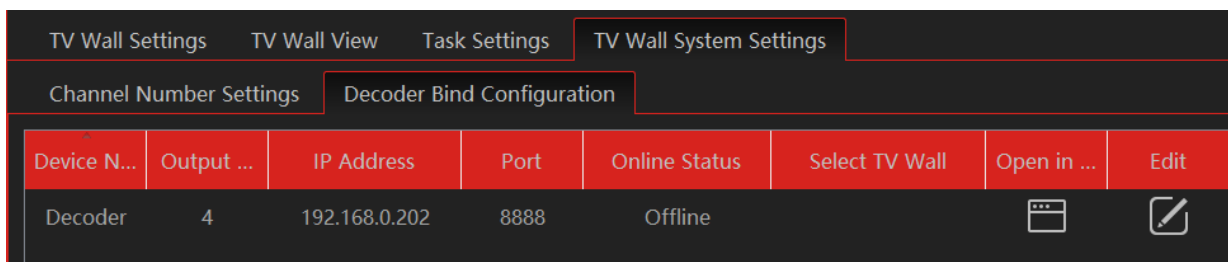 TV Wall Settings TV Wall View Task Settings TV Wall System Settings
Channel Number Settings Decoder Bind Configuration
Device N... Output ... IP Address Port Online Status Select TV Wall Open in ... Edit
Decoder 4 192.168.0.202 8888 Offline